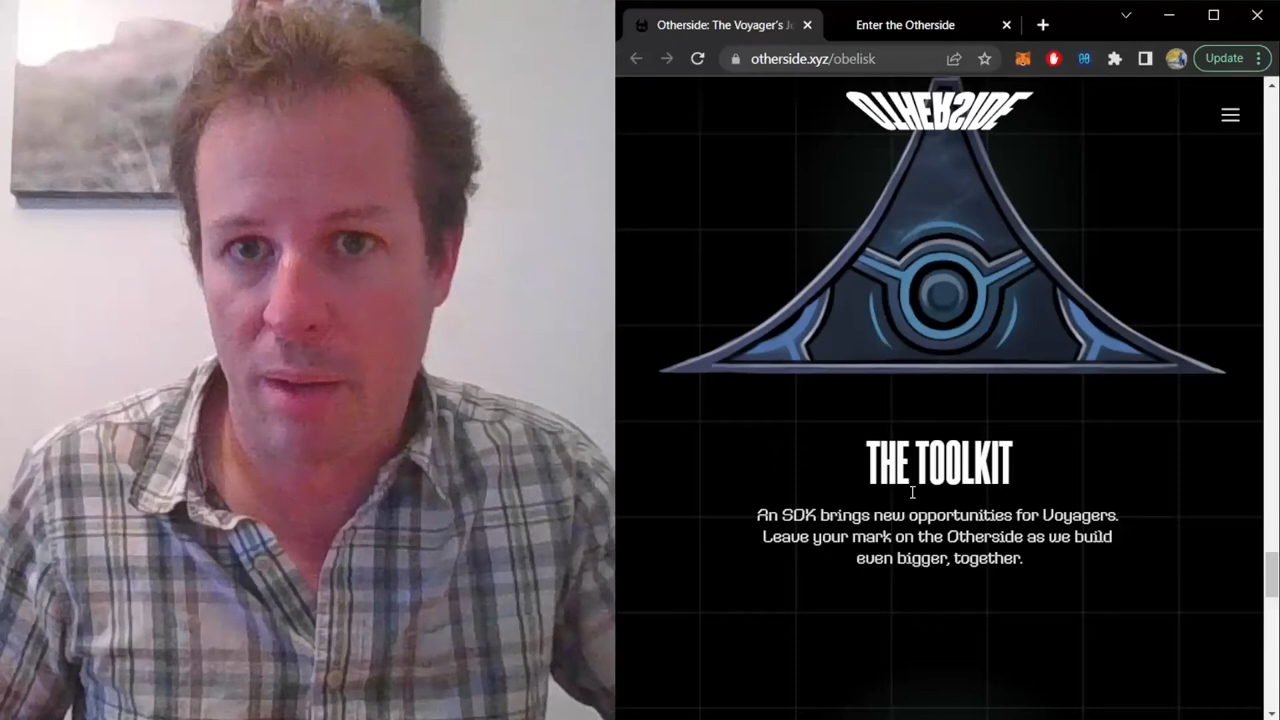 Otherside: The Voyager's J
Enter the Otherside
otherside.xyz/obelisk
Update
OTHERSIDE
THE TOOLKIT
An SDK brings new opportunities for Voyagers.
Leave your mark on the Otherside as we build
even bigger, together.